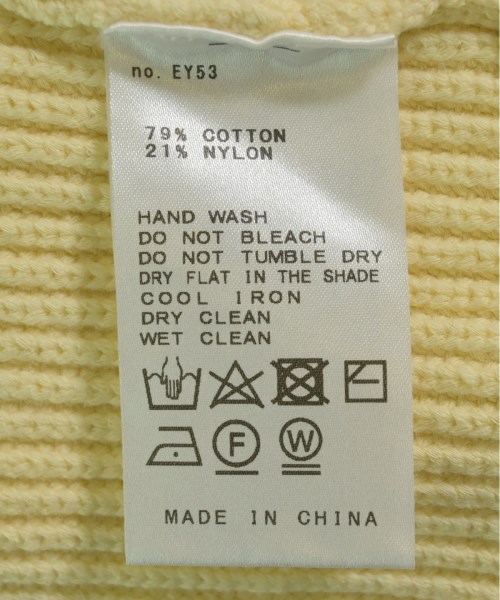 no. EY53
79% COTTON
21% NYLON
HAND WASH
DO NOT BLEACH
DO NOT TUMBLE DRY
DRY FLAT IN THE SHADE
COOL IRON
DRY CLEAN
WET CLEAN
F W
MADE IN CHINA